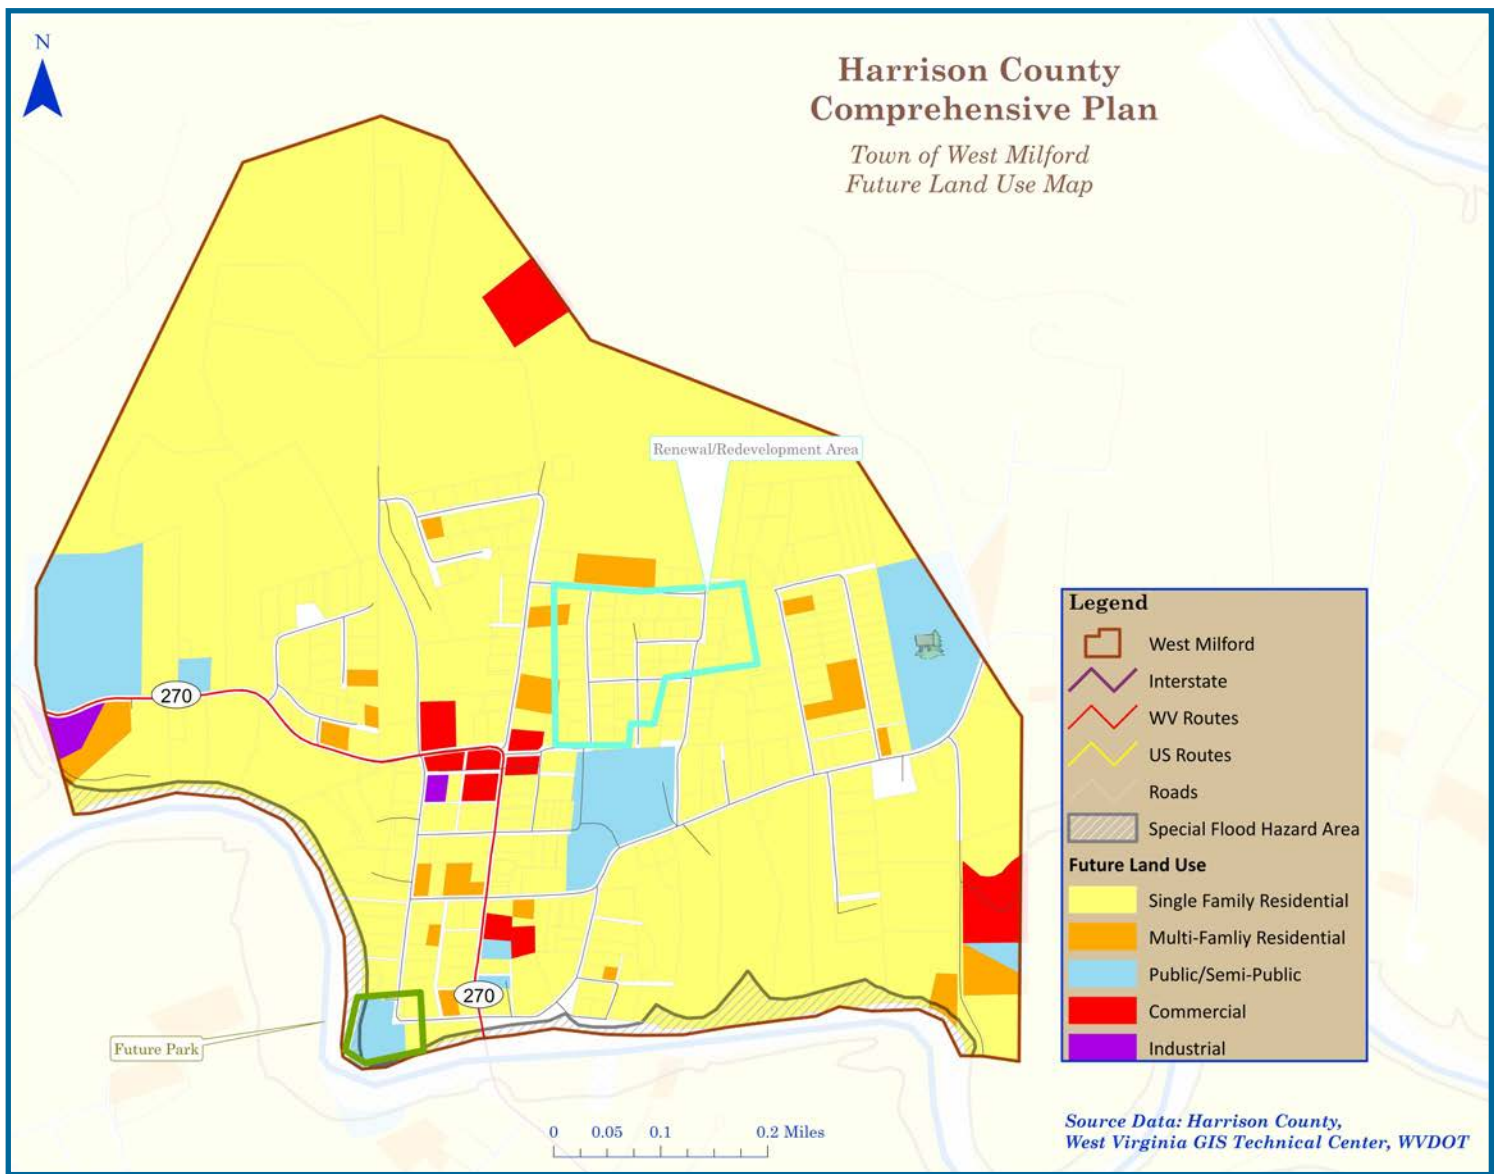 N
Harrison County
Comprehensive Plan
Town of West Milford
Future Land Use Map
Renewal/Redevelopment Area
270
270
Future Park
Legend
West Milford
Interstate
WV Routes
US Routes
Roads
Special Flood Hazard Area
Future Land Use
Single Family Residential
Multi-Famliy Residential
Public/Semi-Public
Commercial
Industrial
0 0.05 0.1 0.2 Miles
Source Data: Harrison County,
West Virginia GIS Technical Center, WVDOT